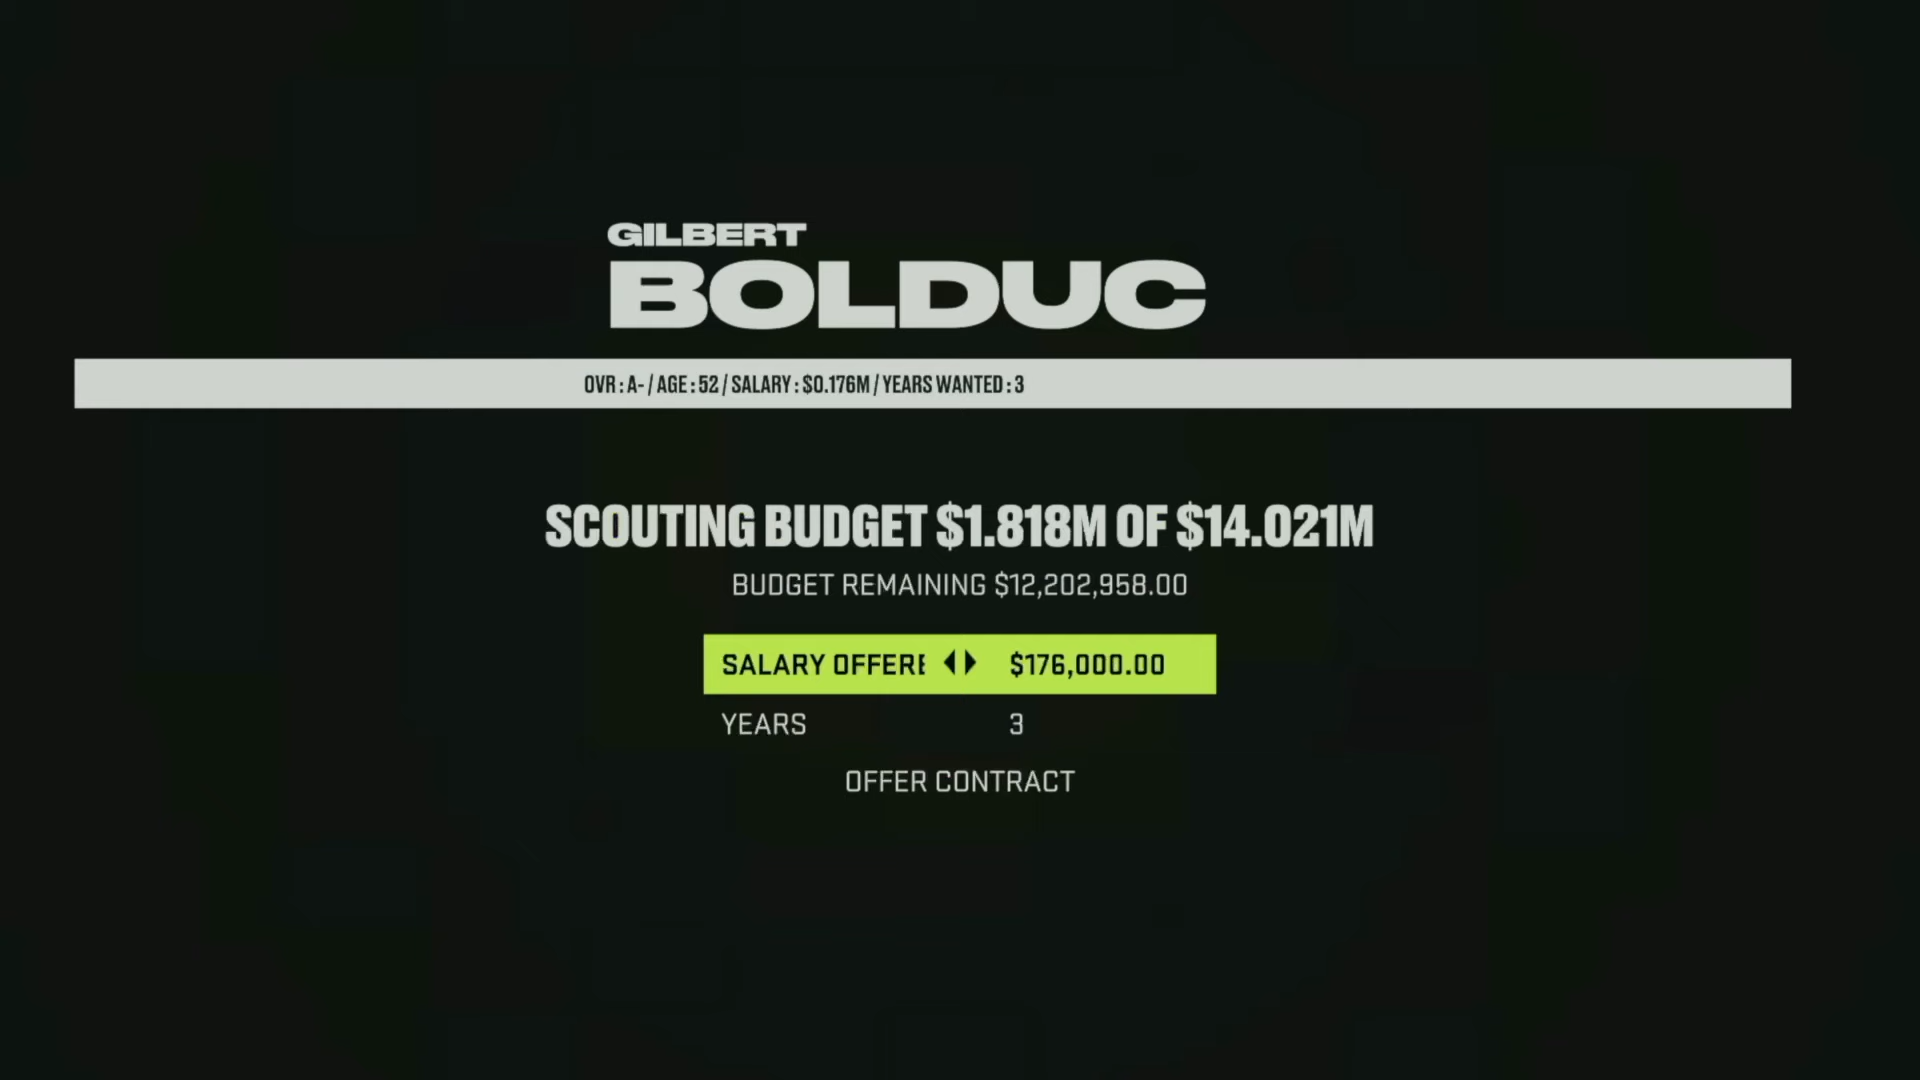 GILBERT
BOLDUC
OVR : A- / AGE : 52 / SALARY : $0.176M / YEARS WANTED : 3
SCOUTING BUDGET $1.818M OF $14.021M
BUDGET REMAINING $12,202,958.00
SALARY OFFERE $176,000.00
YEARS 3
OFFER CONTRACT